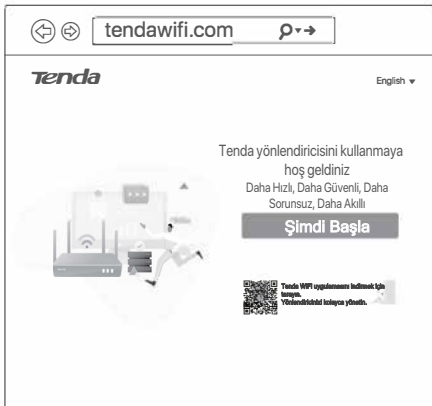 tendawifi.com
Tenda
English
Tenda yönlendiricisini kullanmaya
hoş geldiniz
Daha Hızlı, Daha Güvenli, Daha
Sorunsuz, Daha Akıllı
Şimdi Başla
Tenda WiFi uygulamasını indirmek için
tarayın.
Yönlendiricinizi kolayca yönetin.